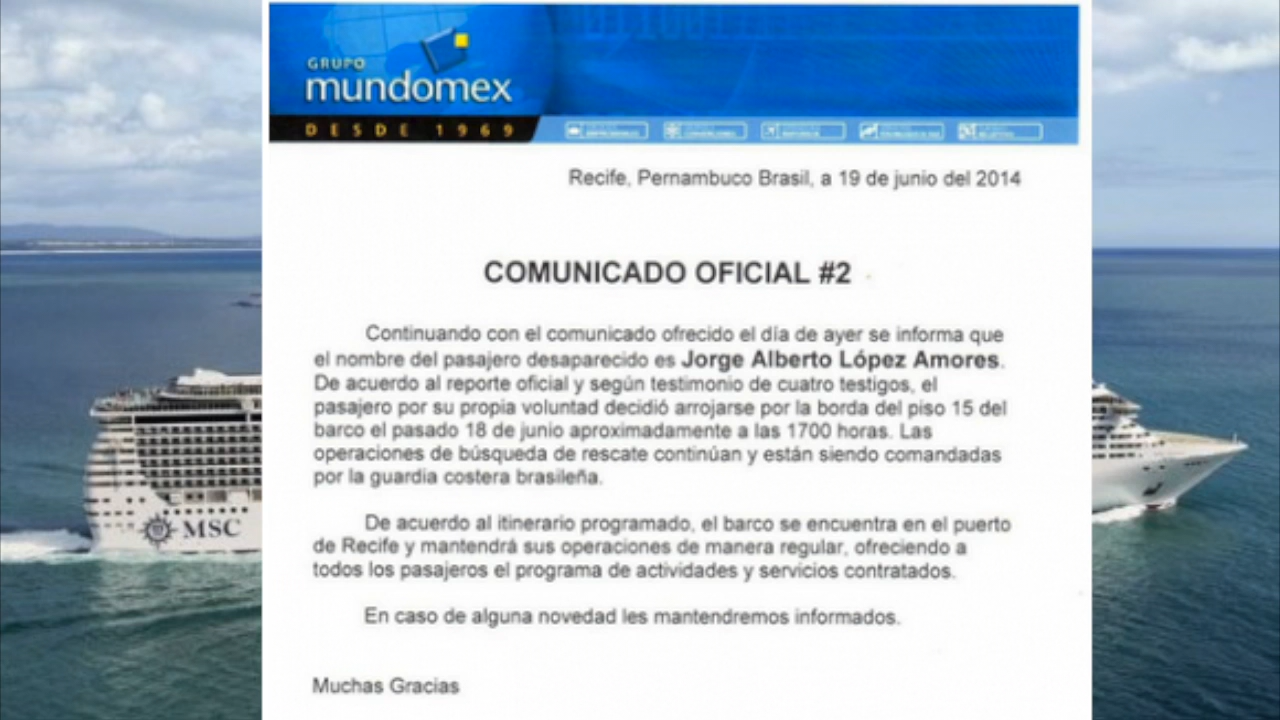 GRUPO
mundomex
DESDE 1969
Recife, Pernambuco Brasil, a 19 de junio del 2014
COMUNICADO OFICIAL #2
Continuando con el comunicado ofrecido el día de ayer se informa que
el nombre del pasajero desaparecido es Jorge Alberto López Amores.
De acuerdo al reporte oficial y según testimonio de cuatro testigos, el
pasajero por su propia voluntad decidió arrojarse por la borda del piso 15 del
barco el pasado 18 de junio aproximadamente a las 1700 horas. Las
operaciones de búsqueda de rescate continúan y están siendo comandadas
por la guardia costera brasileña.
De acuerdo al itinerario programado, el barco se encuentra en el puerto
de Recife y mantendrá sus operaciones de manera regular, ofreciendo a
todos los pasajeros el programa de actividades y servicios contratados.
En caso de alguna novedad les mantendremos informados.
Muchas Gracias
MSC